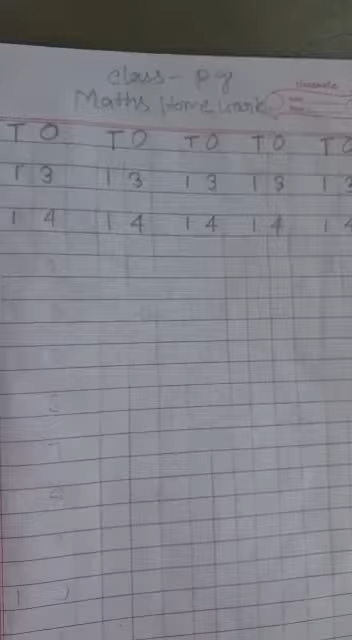 Class - P g
Maths Home work
T O T O T O T O T O
1 3 1 3 1 3 1 3 1 3
1 4 1 4 1 4 1 4 1 4